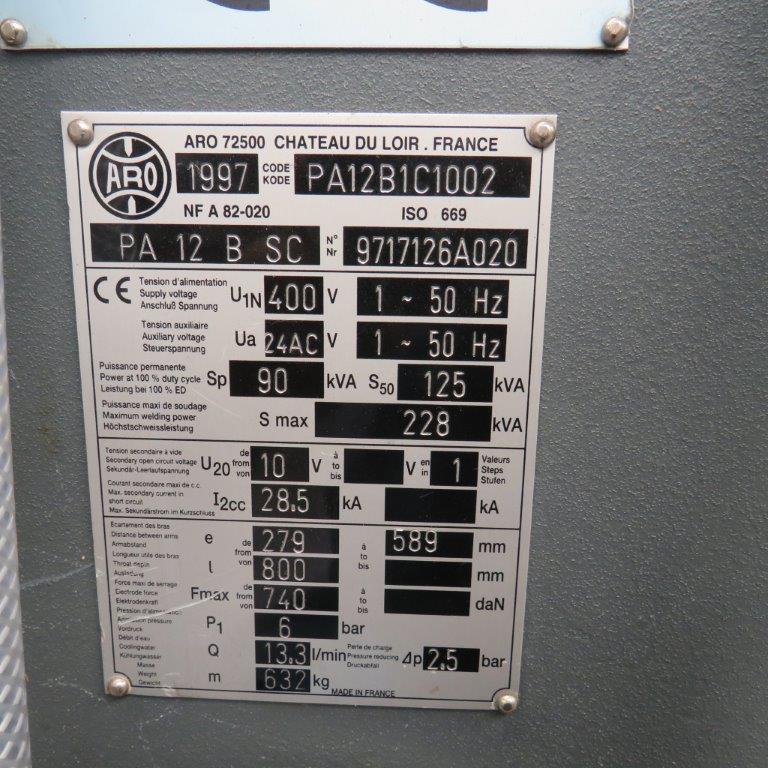 ARO 72500 CHATEAU DU LOIR . FRANCE
ARO
1997 CODE KODE PA12B1C1002
NF A 82-020 ISO 669
PA 12 B SC N° Nr 9717126A020
CE Tension d'alimentation
Supply voltage U1N 400 V 1 ~ 50 Hz
Anschluß Spannung
Tension auxiliaire
Auxiliary voltage Ua 24AC V 1 ~ 50 Hz
Steuerspannung
Puissance permanente
Power at 100 % duty cycle Sp 90 kVA S50 125 kVA
Leistung bei 100 % ED
Puissance maxi de soudage
Maximum welding power S max 228 kVA
Höchstschweissleistung
Tension secondaire à vide de à Valeurs
Secondary open circuit voltage U20 from 10 V to V en in 1 Steps
Sekundär-Leerlaufspannung von bis Stufen
Courant secondaire maxi de c.c.
Max. secondary current in
short circuit I2cc 28.5 kA kA
Max. Sekundärstrom im Kurzschluss
Ecartement des bras de à
Distance between arms e from 279 to 589 mm
Armabstand von bis
Longueur utile des bras
Throat depth l 800 mm
Ausladung
Force maxi de serrage de à
Electrode force Fmax from 740 to daN
Elektrodenkraft von bis
Pression d'alimentation
pressure P1 6 bar
Vordruck
Débit d'eau Perte de charge
Coolingwater Q 13.3 l/min Pressure reducing Δp 2.5 bar
Kühlungwasser Druckabfall
Masse
Weight m 632 kg
Gewicht
MADE IN FRANCE